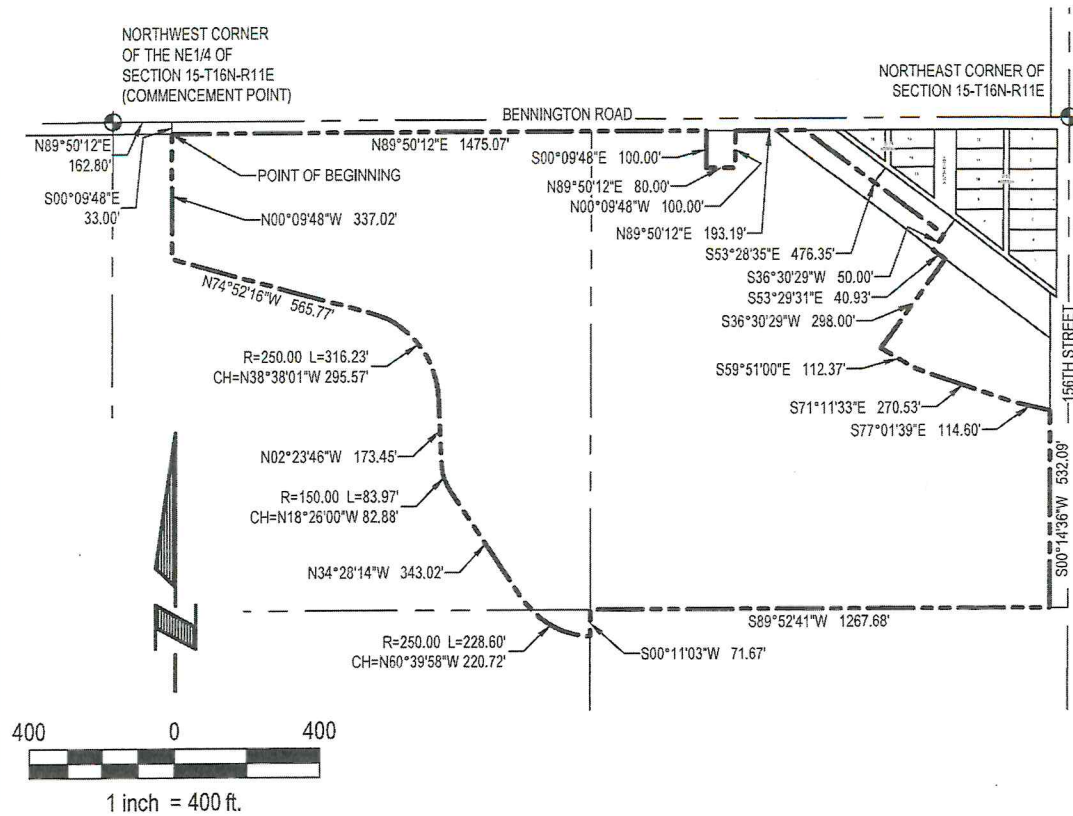 NORTHWEST CORNER
OF THE NE1/4 OF
SECTION 15-T16N-R11E
(COMMENCEMENT POINT)
NORTHEAST CORNER OF
SECTION 15-T16N-R11E
BENNINGTON ROAD
N89°50'12"E
162.80'
S00°09'48"E
33.00'
POINT OF BEGINNING
N89°50'12"E 1475.07'
S00°09'48"E 100.00'
N89°50'12"E 80.00'
N00°09'48"W 100.00'
N89°50'12"E 193.19'
N00°09'48"W 337.02'
S53°28'35"E 476.35'
S36°30'29"W 50.00'
S53°29'31"E 40.93'
S36°30'29"W 298.00'
N74°52'16"W 565.77'
R=250.00 L=316.23'
CH=N38°38'01"W 295.57'
S59°51'00"E 112.37'
S71°11'33"E 270.53'
S77°01'39"E 114.60'
156TH STREET
N02°23'46"W 173.45'
R=150.00 L=83.97'
CH=N18°26'00"W 82.88'
S00°14'36"W 532.09'
N34°28'14"W 343.02'
S89°52'41"W 1267.68'
R=250.00 L=228.60'
CH=N60°39'58"W 220.72'
S00°11'03"W 71.67'
400 0 400
1 inch = 400 ft.